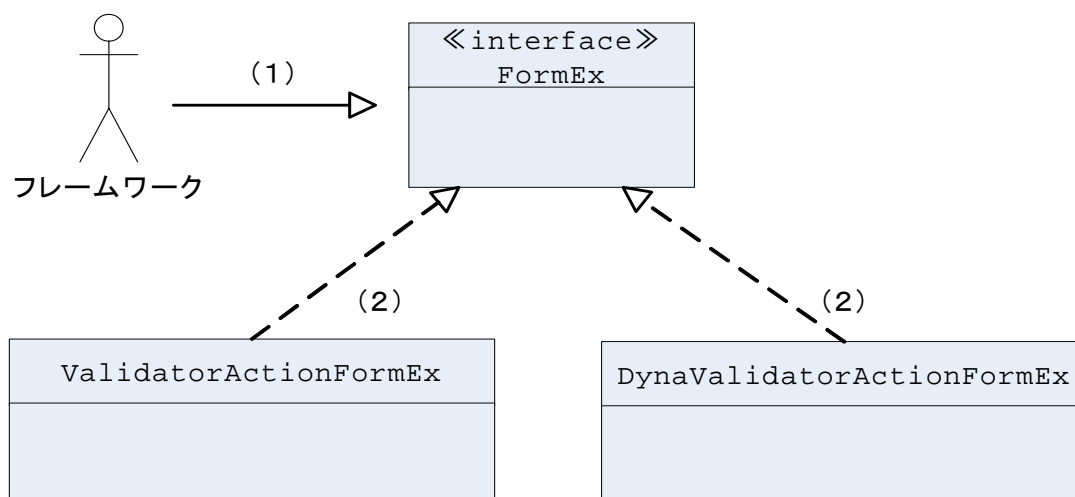 ≪interface≫
FormEx
(1)
フレームワーク
(2)
(2)
ValidatorActionFormEx
DynaValidatorActionFormEx